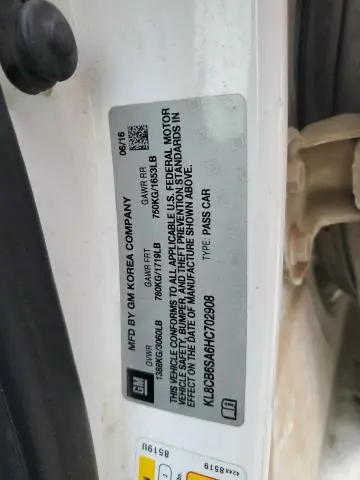 MFD BY GM KOREA COMPANY
06/16
GVWR
1388KG/3060LB
GAWR FRT
780KG/1719LB
GAWR RR
750KG/1653LB
THIS VEHICLE CONFORMS TO ALL APPLICABLE U.S. FEDERAL MOTOR
VEHICLE SAFETY, BUMPER, AND THEFT PREVENTION STANDARDS IN
EFFECT ON THE DATE OF MANUFACTURE SHOWN ABOVE.
TYPE: PASS CAR
KL8CB6SA6HC702908
GM
8519U
8519